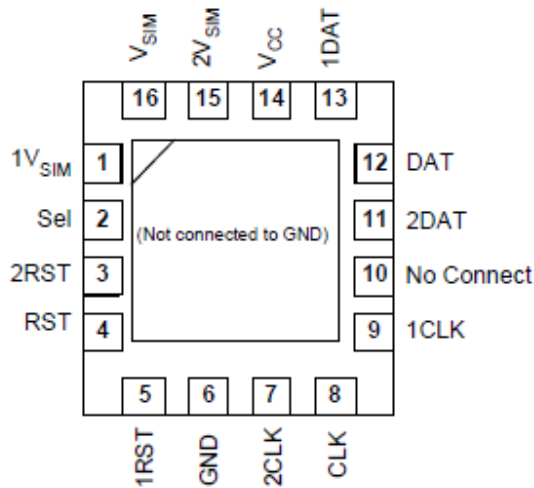 VSIM
2VSIM
VCC
1DAT
16
15
14
13
1VSIM
1
12
DAT
Sel
2
(Not connected to GND)
11
2DAT
2RST
3
10
No Connect
RST
4
9
1CLK
5
6
7
8
1RST
GND
2CLK
CLK